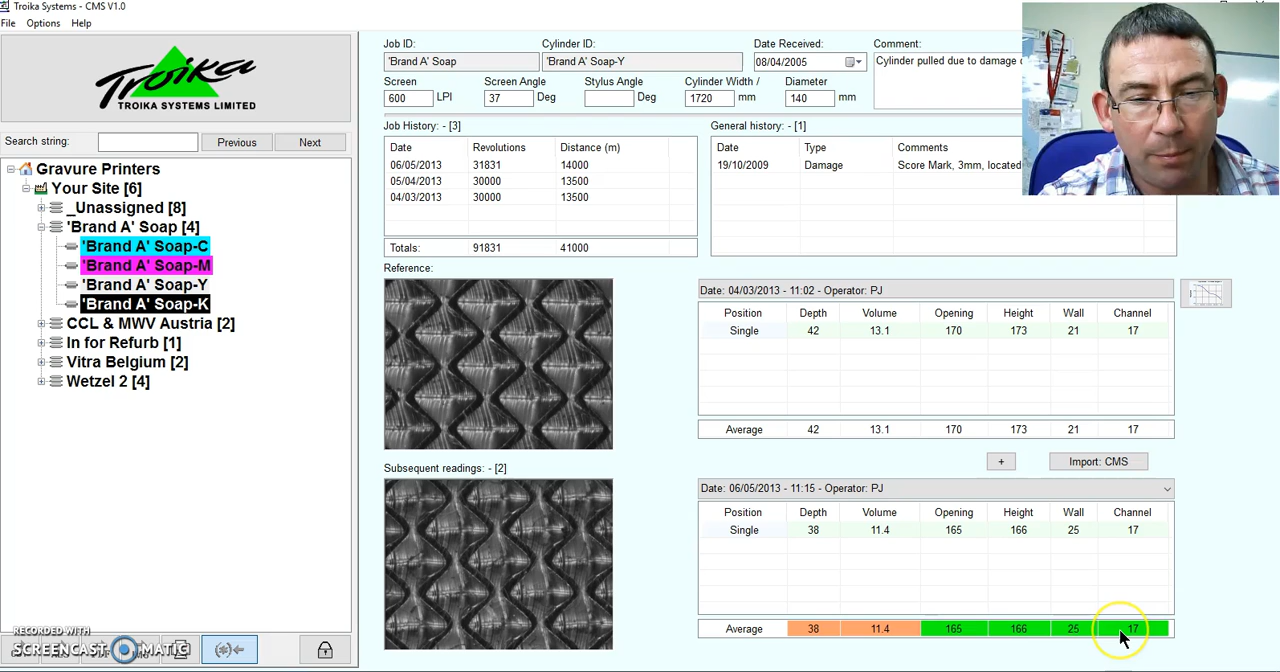 Troika Systems - CMS V1.0
File Options Help
Troika
TROIKA SYSTEMS LIMITED
Search string: Previous Next
Gravure Printers
Your Site [6]
_Unassigned [8]
'Brand A' Soap [4]
'Brand A' Soap-C
'Brand A' Soap-M
'Brand A' Soap-Y
'Brand A' Soap-K
CCL & MWV Austria [2]
In for Refurb [1]
Vitra Belgium [2]
Wetzel 2 [4]
RECORDED WITH
SCREENCAST MATIC
Job ID: Cylinder ID: Date Received: Comment:
'Brand A' Soap 'Brand A' Soap-Y 08/04/2005 Cylinder pulled due to damage
Screen Screen Angle Stylus Angle Cylinder Width / Diameter
600 LPI 37 Deg Deg 1720 mm 140 mm
Job History: - [3]
Date Revolutions Distance (m)
06/05/2013 31831 14000
05/04/2013 30000 13500
04/03/2013 30000 13500
Totals: 91831 41000
General history: - [1]
Date Type Comments
19/10/2009 Damage Score Mark, 3mm, located
Reference:
Date: 04/03/2013 - 11:02 - Operator: PJ
Position Depth Volume Opening Height Wall Channel
Single 42 13.1 170 173 21 17
Average 42 13.1 170 173 21 17
+ Import: CMS
Subsequent readings: - [2]
Date: 06/05/2013 - 11:15 - Operator: PJ
Position Depth Volume Opening Height Wall Channel
Single 38 11.4 165 166 25 17
Average 38 11.4 165 166 25 17